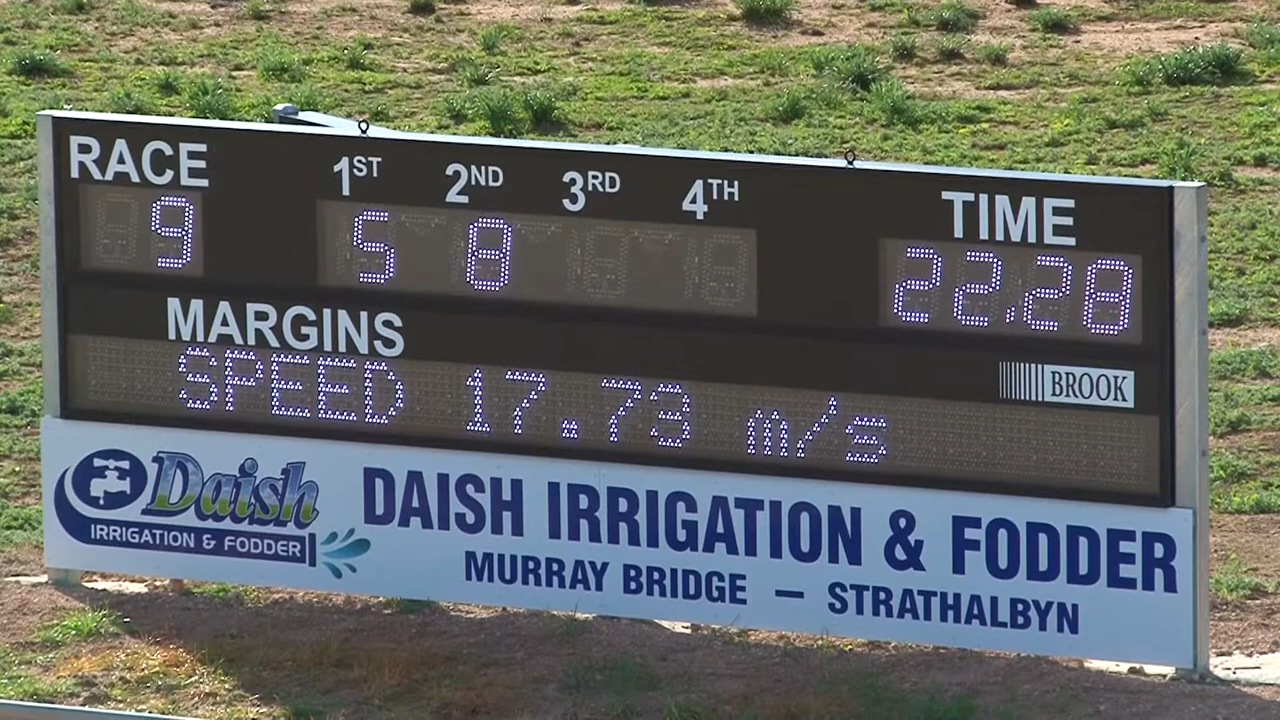 RACE 1ST 2ND 3RD 4TH TIME
9 5 8 22.28
MARGINS
SPEED 17.73 m/s
BROOK
Daish
IRRIGATION & FODDER
DAISH IRRIGATION & FODDER
MURRAY BRIDGE – STRATHALBYN